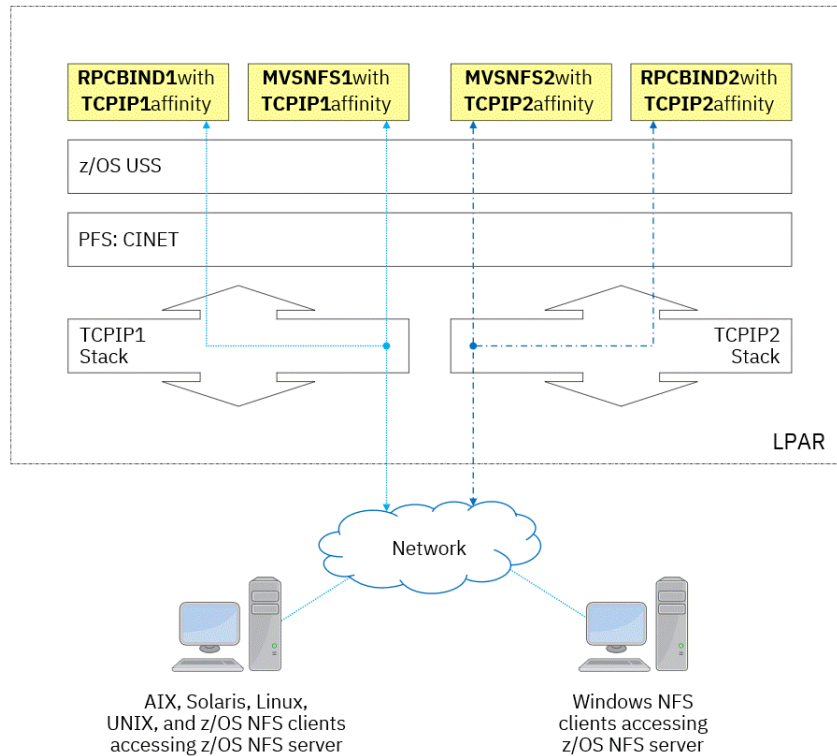 RPCBIND1with
TCPIP1affinity
MVSNFS1with
TCPIP1affinity
MVSNFS2with
TCPIP2affinity
RPCBIND2with
TCPIP2affinity
z/OS USS
PFS: CINET
TCPIP1
Stack
TCPIP2
Stack
LPAR
Network
AIX, Solaris, Linux,
UNIX, and z/OS NFS clients
accessing z/OS NFS server
Windows NFS
clients accessing
z/OS NFS server